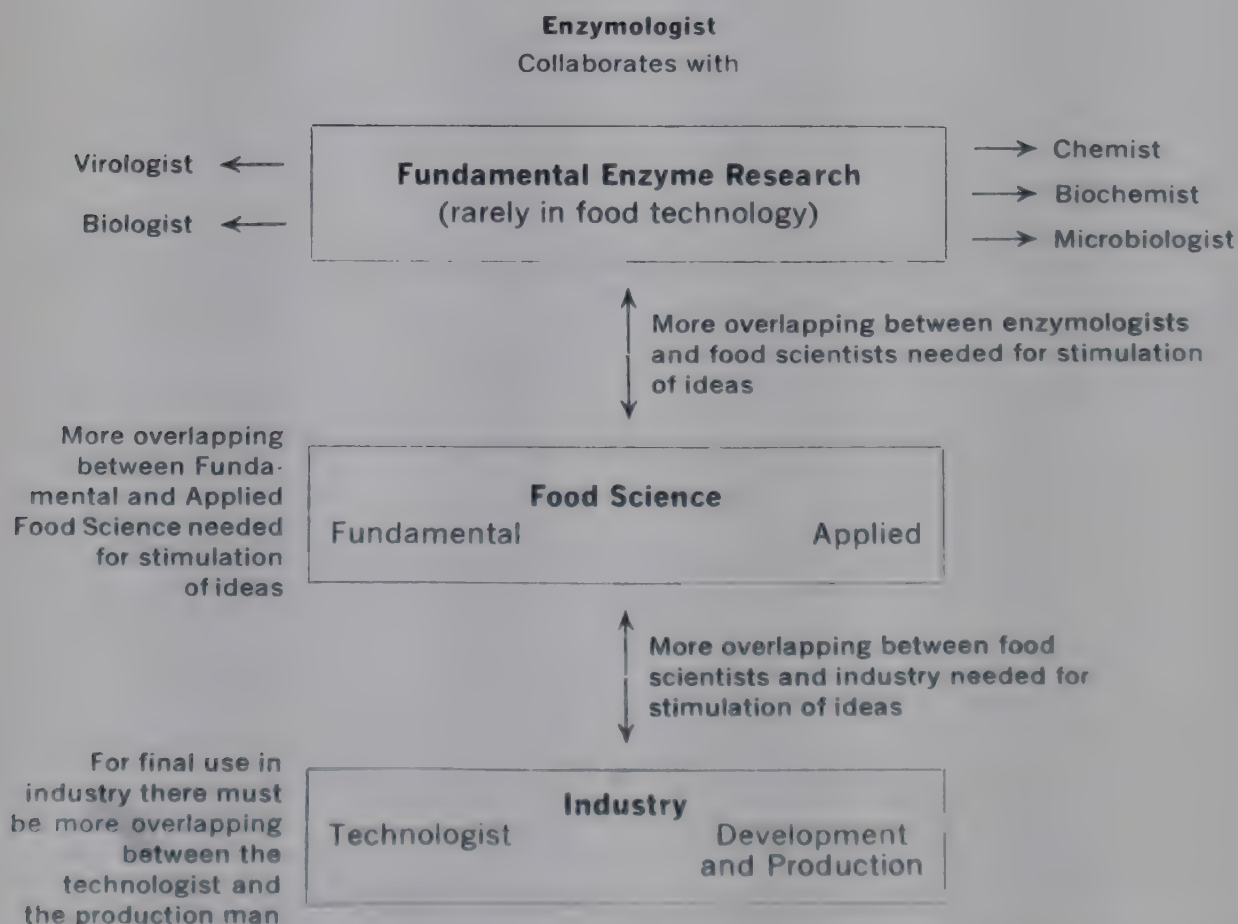 Enzymologist
Collaborates with
Virologist
Biologist
Fundamental Enzyme Research
(rarely in food technology)
Chemist
Biochemist
Microbiologist
More overlapping between enzymologists
and food scientists needed for stimulation
of ideas
More overlapping
between Funda-
mental and Applied
Food Science needed
for stimulation
of ideas
Food Science
Fundamental Applied
More overlapping between food
scientists and industry needed for
stimulation of ideas
For final use in
industry there must
be more overlapping
between the
technologist and
the production man
Industry
Technologist Development
and Production